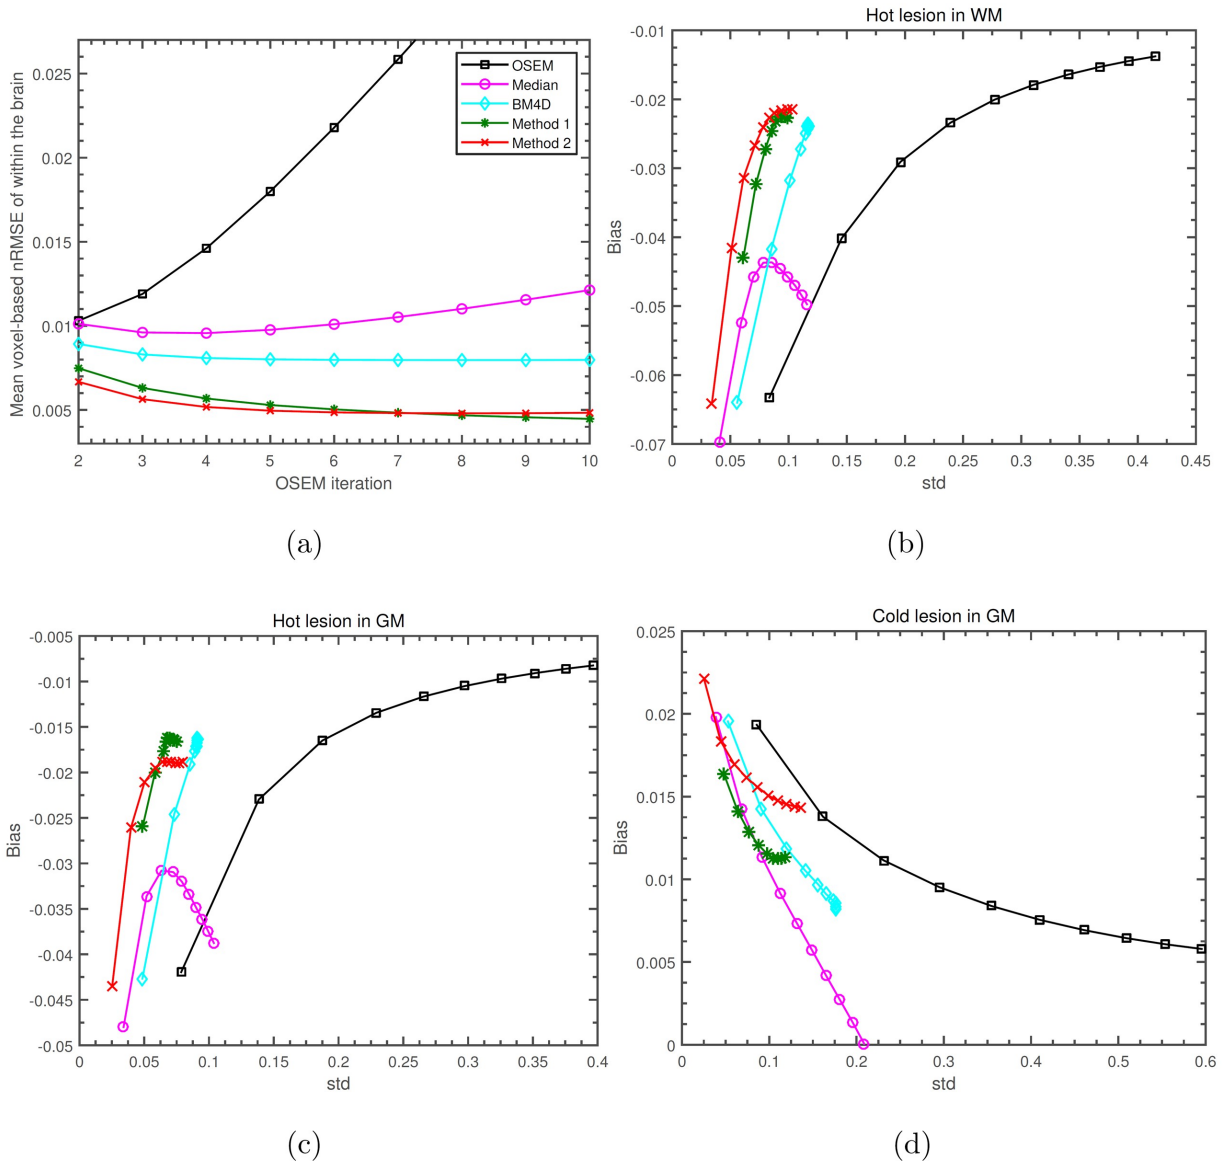 Mean voxel-based nRMSE of within the brain
0.025
0.02
0.015
0.01
0.005
2 3 4 5 6 7 8 9 10
OSEM iteration
OSEM
Median
BM4D
Method 1
Method 2
(a)
Hot lesion in WM
Bias
-0.01
-0.02
-0.03
-0.04
-0.05
-0.06
-0.07
0 0.05 0.1 0.15 0.2 0.25 0.3 0.35 0.4 0.45
std
(b)
Hot lesion in GM
Bias
-0.005
-0.01
-0.015
-0.02
-0.025
-0.03
-0.035
-0.04
-0.045
-0.05
0 0.05 0.1 0.15 0.2 0.25 0.3 0.35 0.4
std
(c)
Cold lesion in GM
Bias
0.025
0.02
0.015
0.01
0.005
0
0 0.1 0.2 0.3 0.4 0.5 0.6
std
(d)